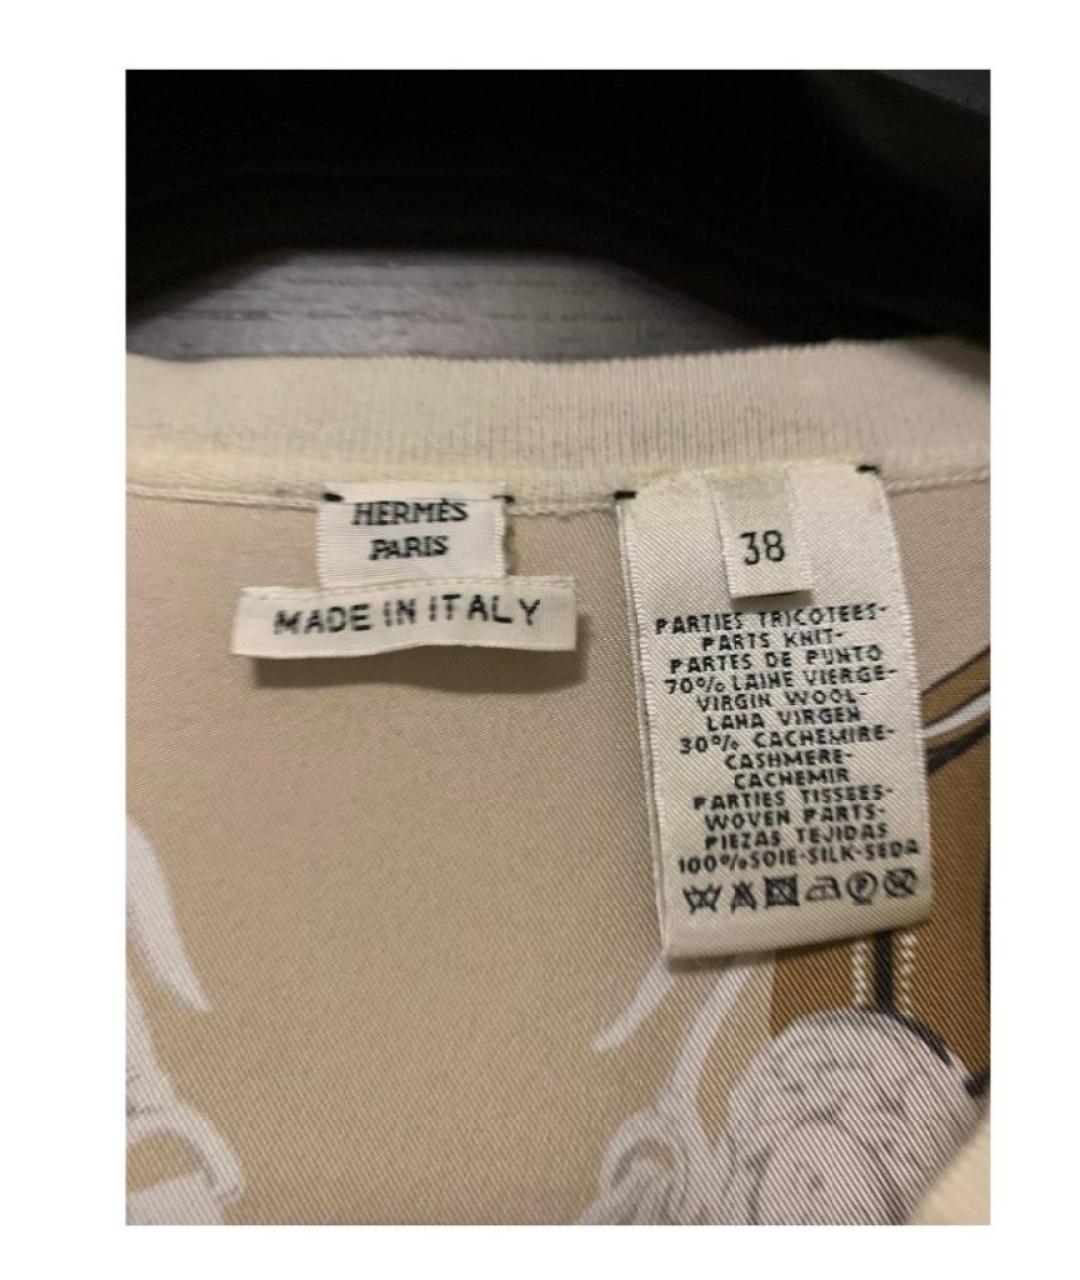 HERMÈS
PARIS
MADE IN ITALY
38
PARTIES TRICOTEES-
PARTS KNIT-
PARTES DE PUNTO
70% LAINE VIERGE-
VIRGIN WOOL-
LANA VIRGEN
30% CACHEMIRE-
CASHMERE-
CACHEMIR
PARTIES TISSEES-
WOVEN PARTS-
PIEZAS TEJIDAS
100%SOIE-SILK-SEDA